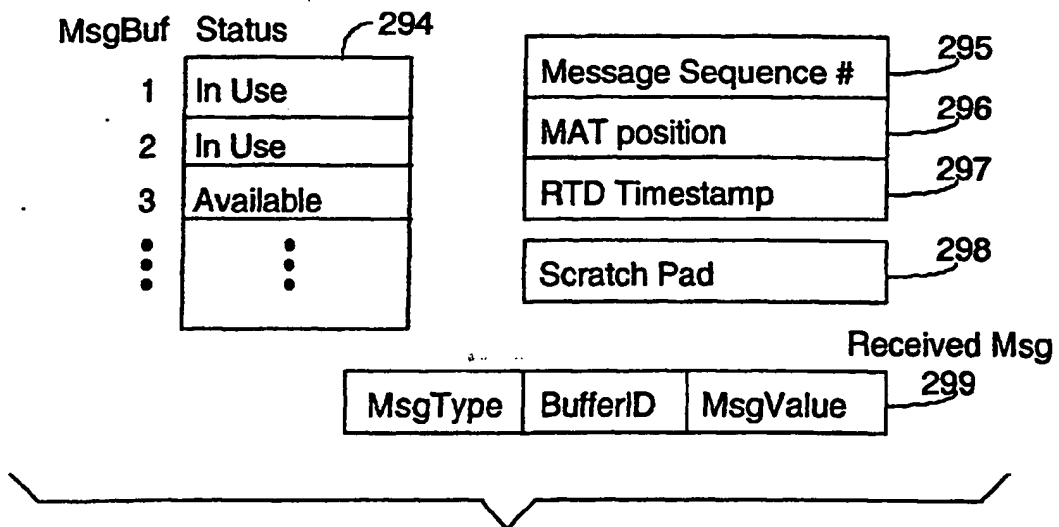 MsgBuf Status
294
1 In Use
2 In Use
3 Available
Message Sequence # 295
MAT position 296
RTD Timestamp 297
Scratch Pad 298
Received Msg
MsgType BufferID MsgValue 299